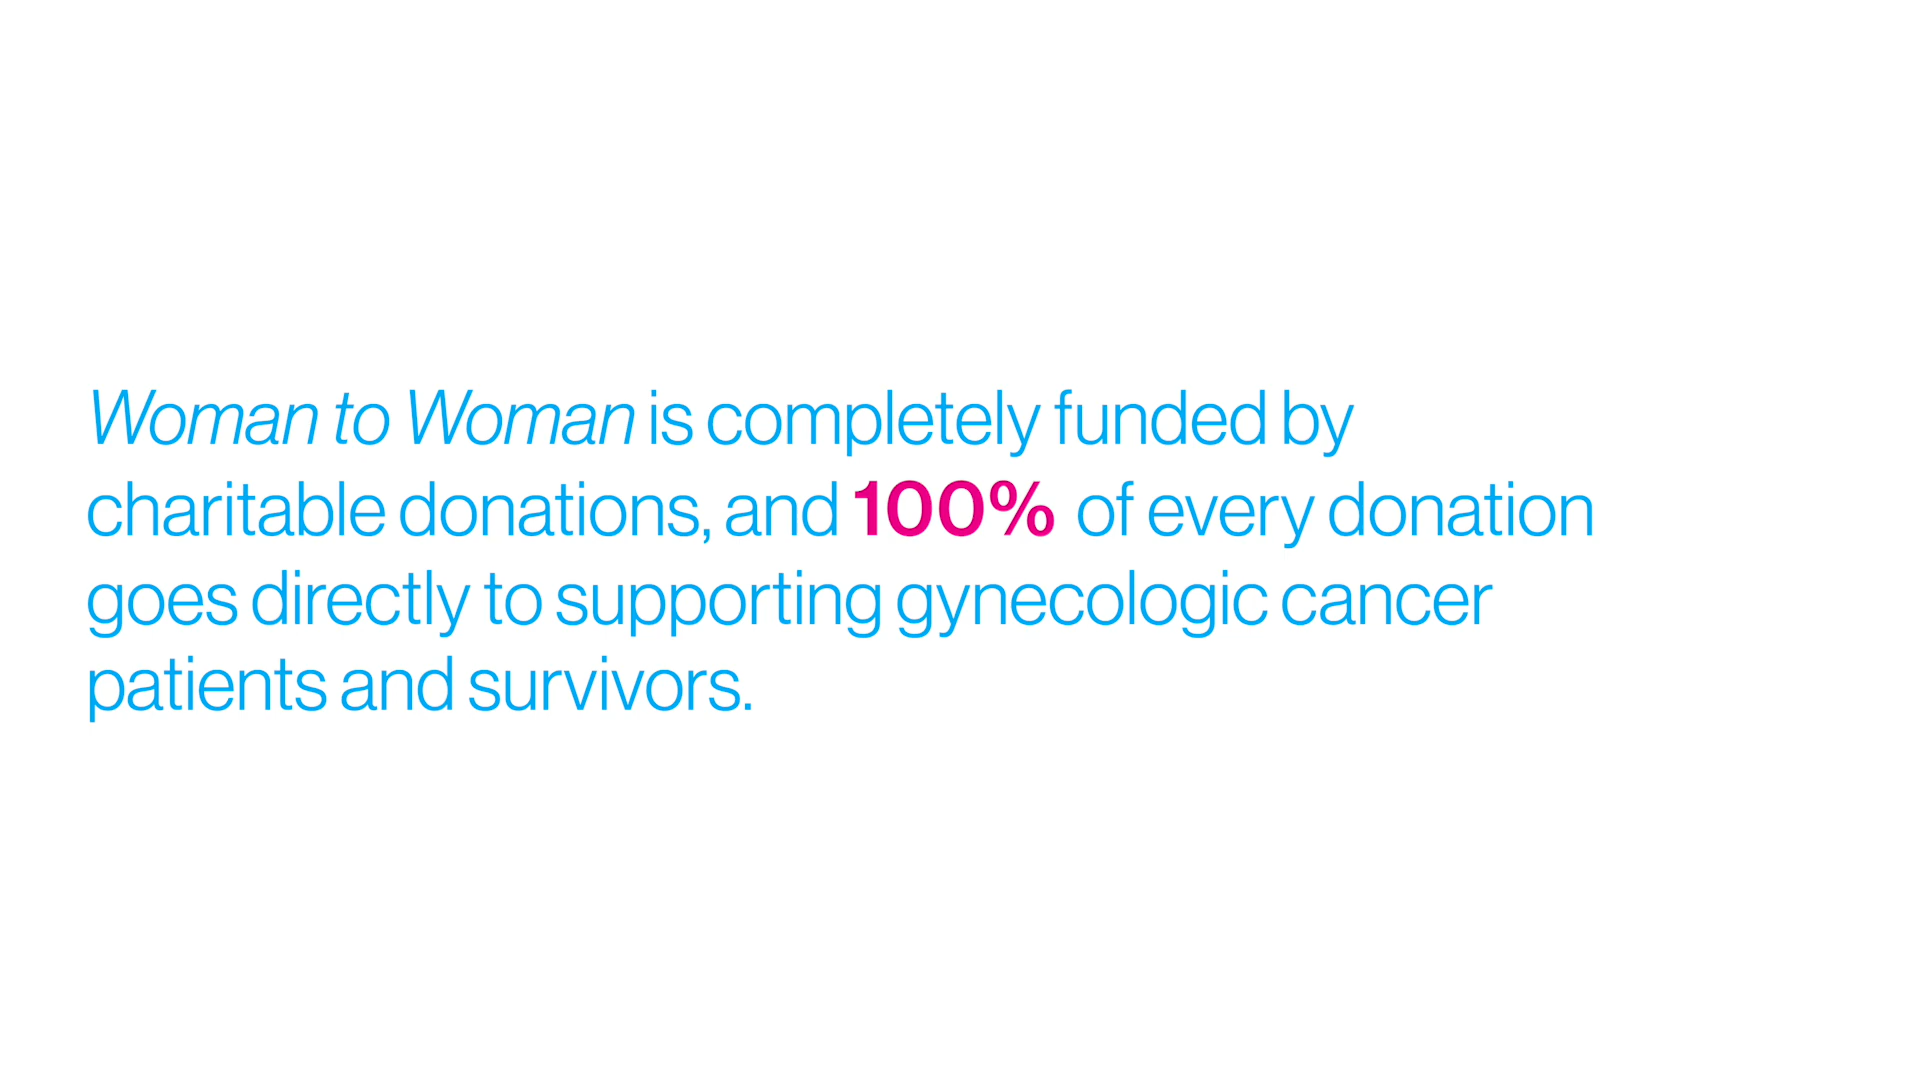 Woman to Woman is completely funded by
charitable donations, and 100% of every donation
goes directly to supporting gynecologic cancer
patients and survivors.